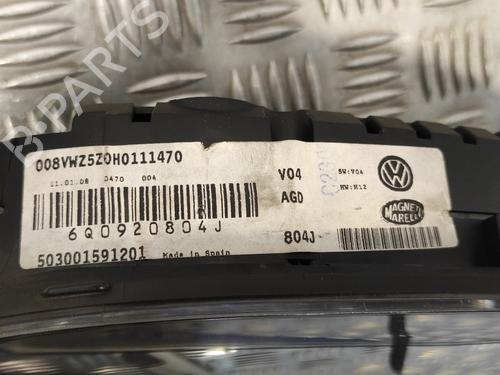 B-PARTS
008VWZ5Z0H0111470
11.01.08 0470 004
V04
SW:V04
AGD
HW:H12
6Q0920804J
804J
MAGNETI
MARELLI
503001591201
Made in Spain